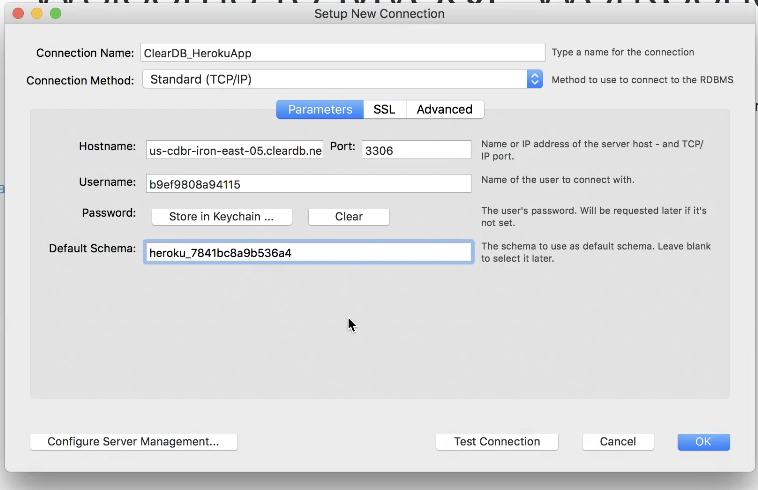 Setup New Connection
Connection Name: ClearDB_HerokuApp Type a name for the connection
Connection Method: Standard (TCP/IP) Method to use to connect to the RDBMS
Parameters SSL Advanced
Hostname: us-cdbr-iron-east-05.cleardb.ne Port: 3306 Name or IP address of the server host - and TCP/
IP port.
Username: b9ef9808a94115 Name of the user to connect with.
Password: Store in Keychain ... Clear The user's password. Will be requested later if it's
not set.
Default Schema: heroku_7841bc8a9b536a4 The schema to use as default schema. Leave blank
to select it later.
Configure Server Management... Test Connection Cancel OK